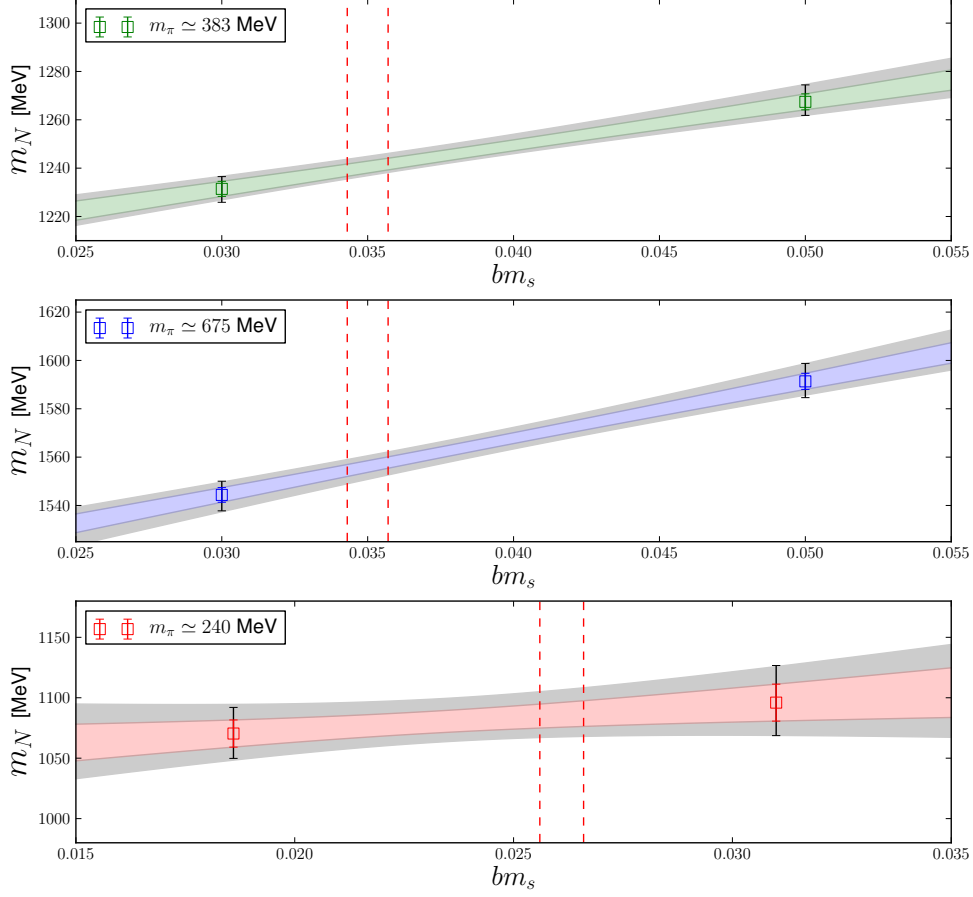 m_π ≃ 383 MeV
1300
1280
1260
1240
1220
m_N [MeV]
0.025 0.030 0.035 0.040 0.045 0.050 0.055
bm_s
m_π ≃ 675 MeV
1620
1600
1580
1560
1540
m_N [MeV]
0.025 0.030 0.035 0.040 0.045 0.050 0.055
bm_s
m_π ≃ 240 MeV
1150
1100
1050
1000
m_N [MeV]
0.015 0.020 0.025 0.030 0.035
bm_s